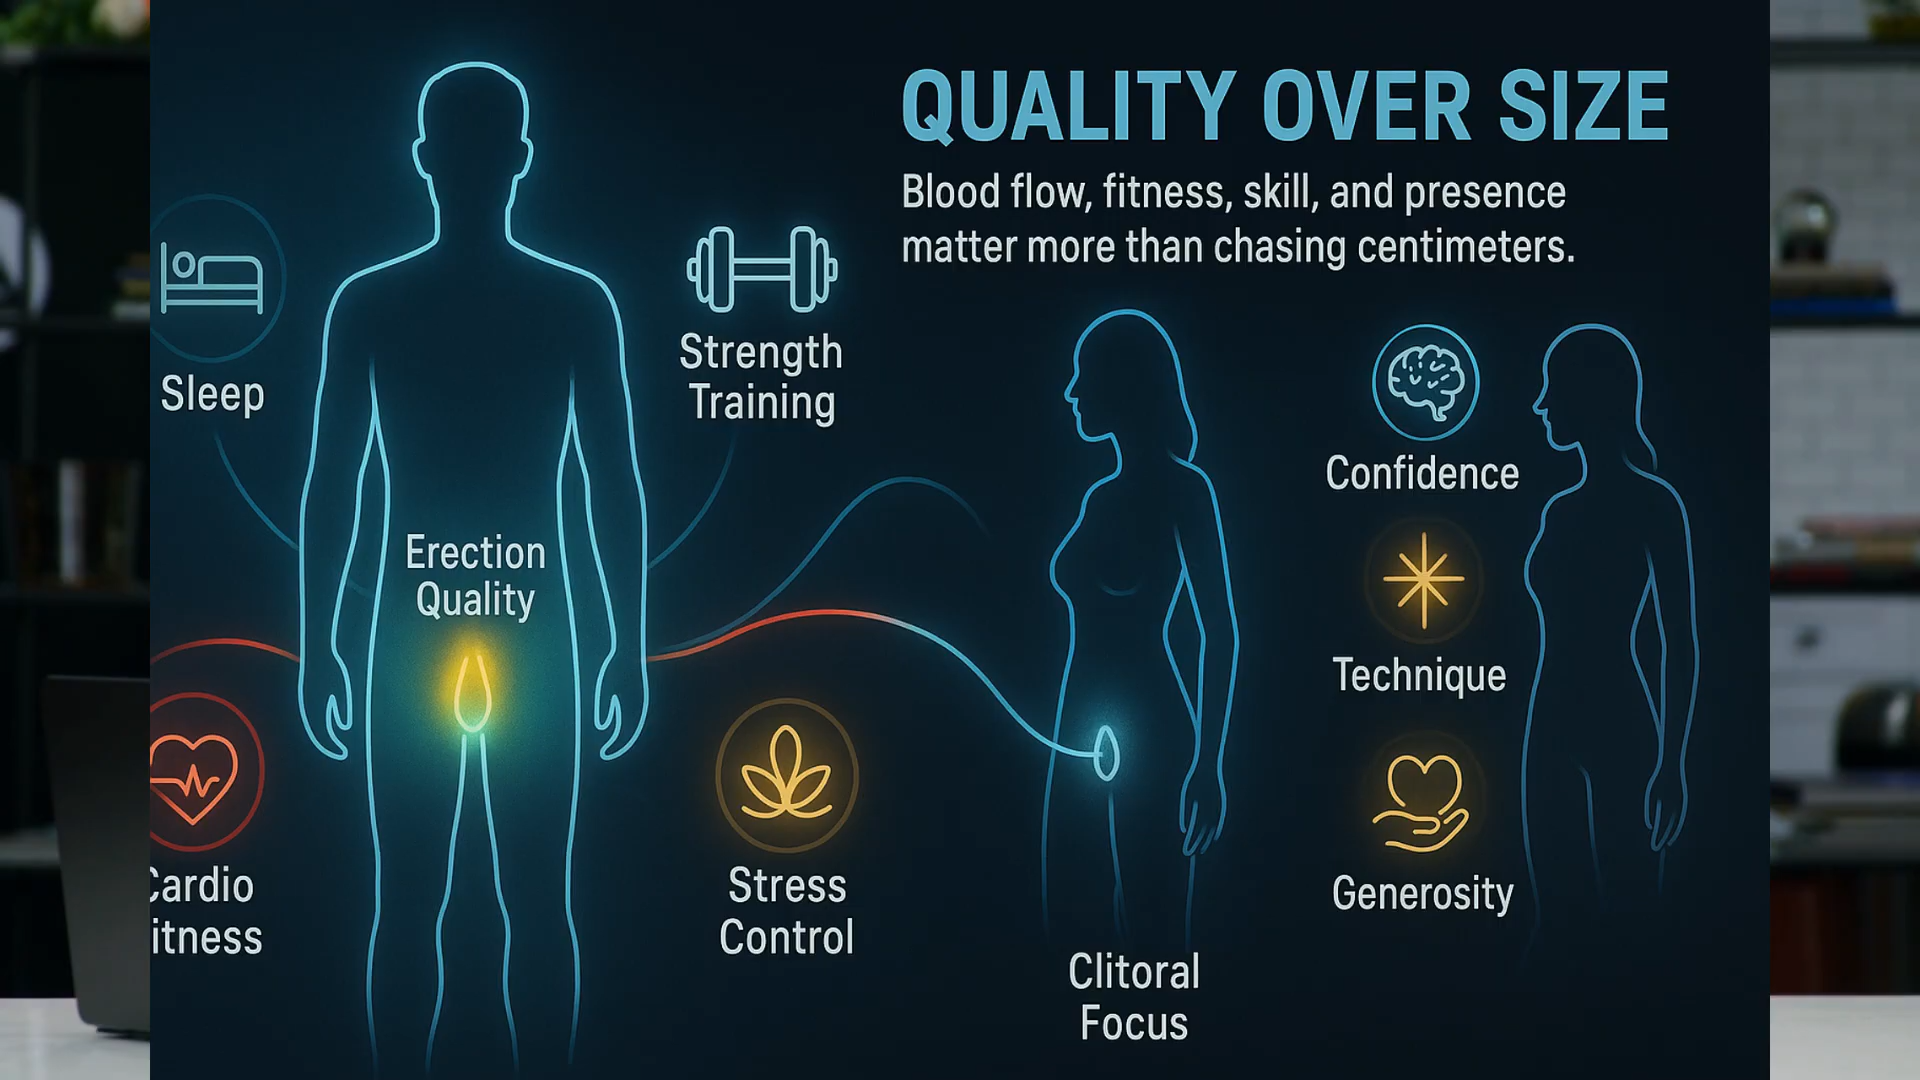 QUALITY OVER SIZE
Blood flow, fitness, skill, and presence
matter more than chasing centimeters.
Sleep
Strength
Training
Erection
Quality
Cardio
itness
Stress
Control
Clitoral
Focus
Confidence
Technique
Generosity